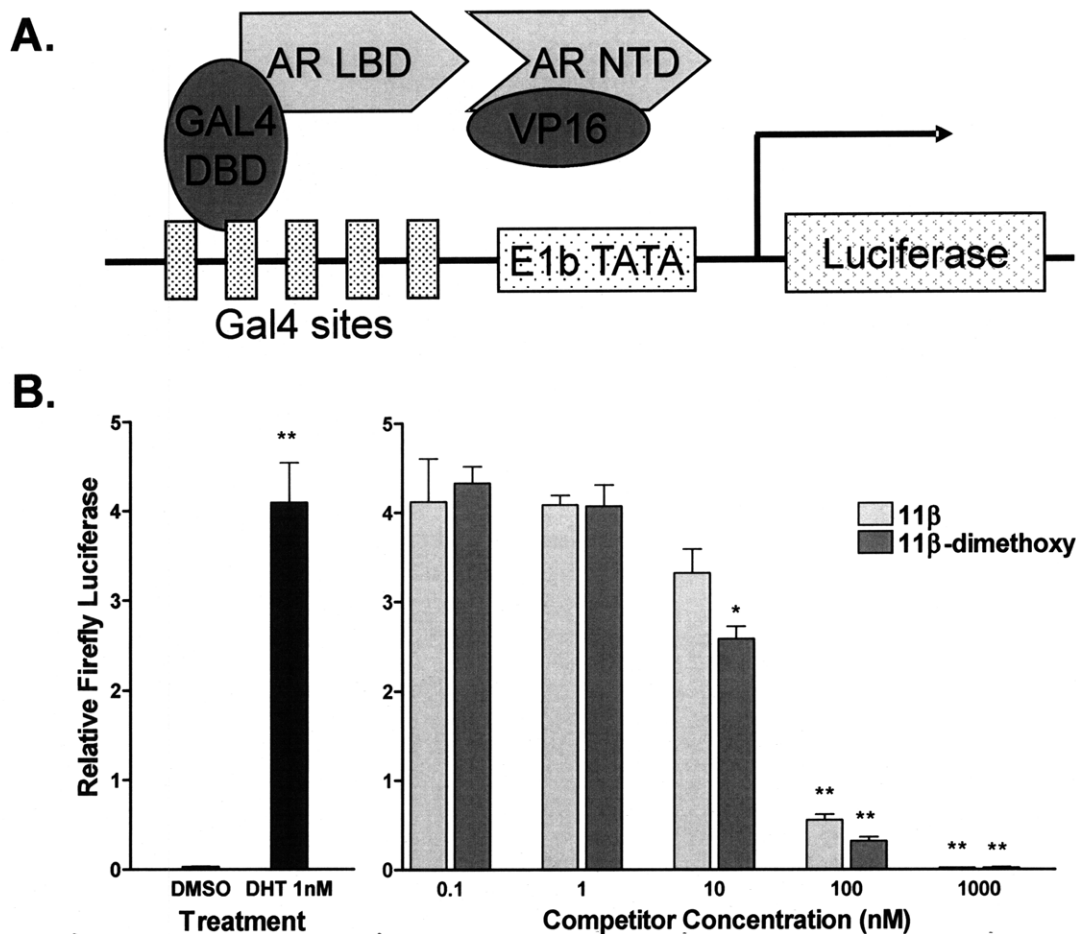 A.
AR LBD
AR NTD
GAL4
DBD
VP16
E1b TATA
Luciferase
Gal4 sites
B.
Relative Firefly Luciferase
5
4
3
2
1
0
**
DMSO
DHT 1nM
Treatment
5
4
3
2
1
0
*
**
**
**
**
0.1
1
10
100
1000
Competitor Concentration (nM)
11β
11β-dimethoxy